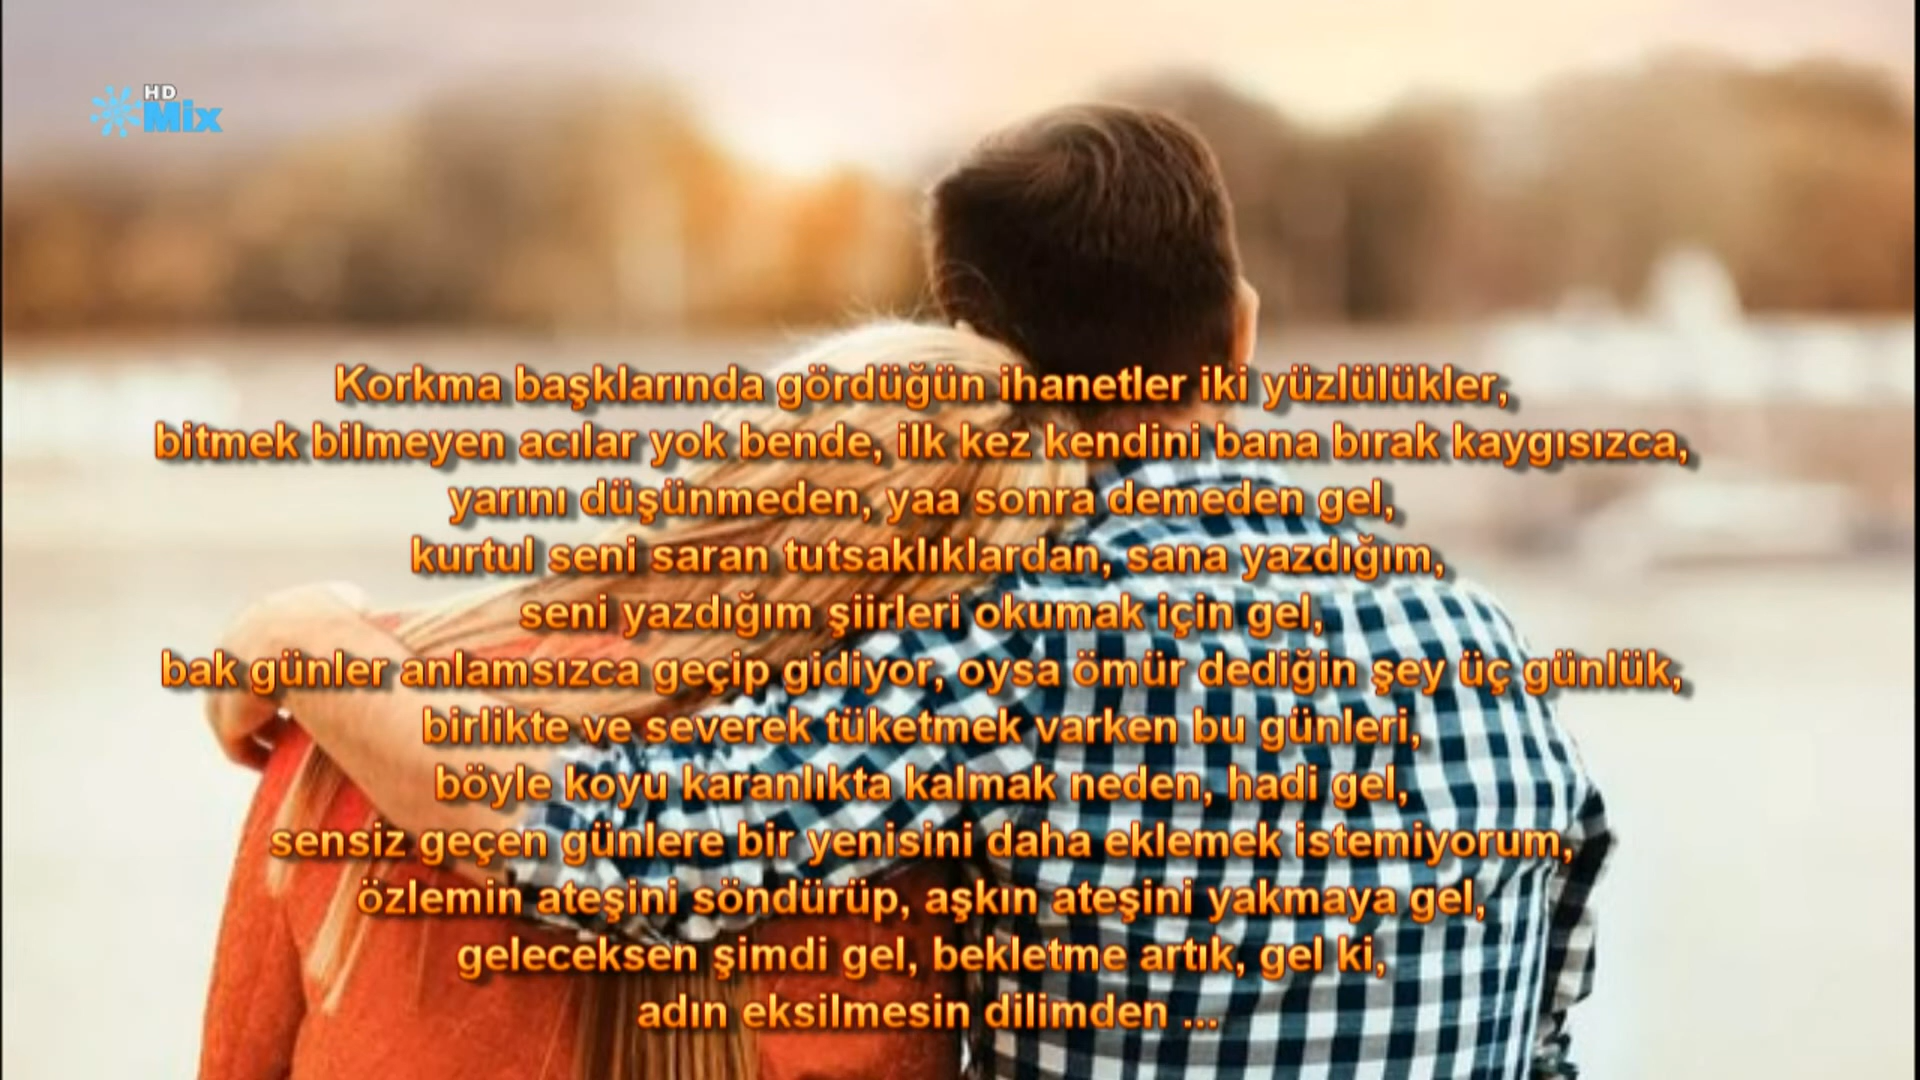 HD
Mix
Korkma başklarında gördüğün ihanetler iki yüzlülükler,
bitmek bilmeyen acılar yok bende, ilk kez kendini bana bırak kaygısızca,
yarını düşünmeden, yaa sonra demeden gel,
kurtul seni saran tutsaklıklardan, sana yazdığım,
seni yazdığım şiirleri okumak için gel,
bak günler anlamsızca geçip gidiyor, oysa ömür dediğin şey üç günlük,
birlikte ve severek tüketmek varken bu günleri,
böyle koyu karanlıkta kalmak neden, hadi gel,
sensiz geçen günlere bir yenisini daha eklemek istemiyorum,
özlemin ateşini söndürüp, aşkın ateşini yakmaya gel,
geleceksen şimdi gel, bekletme artık, gel ki,
adın eksilmesin dilimden ...